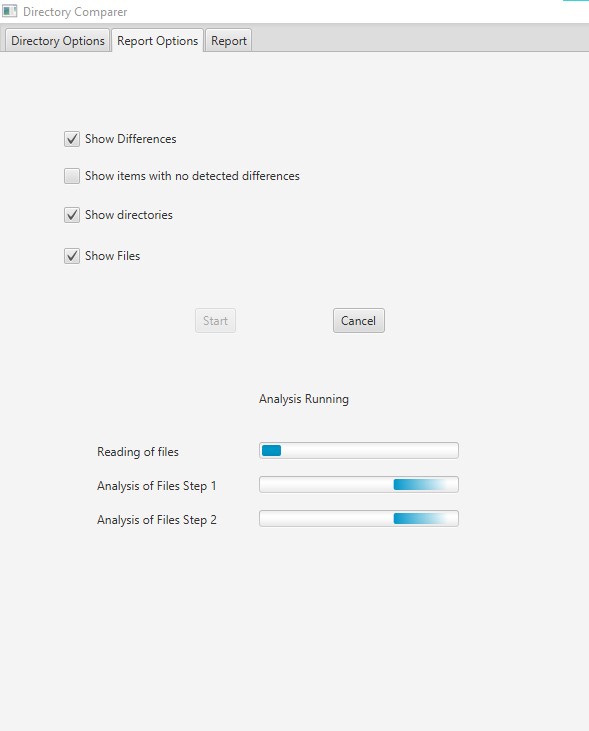 Directory Comparer
Directory Options Report Options Report
Show Differences
Show items with no detected differences
Show directories
Show Files
Start Cancel
Analysis Running
Reading of files
Analysis of Files Step 1
Analysis of Files Step 2